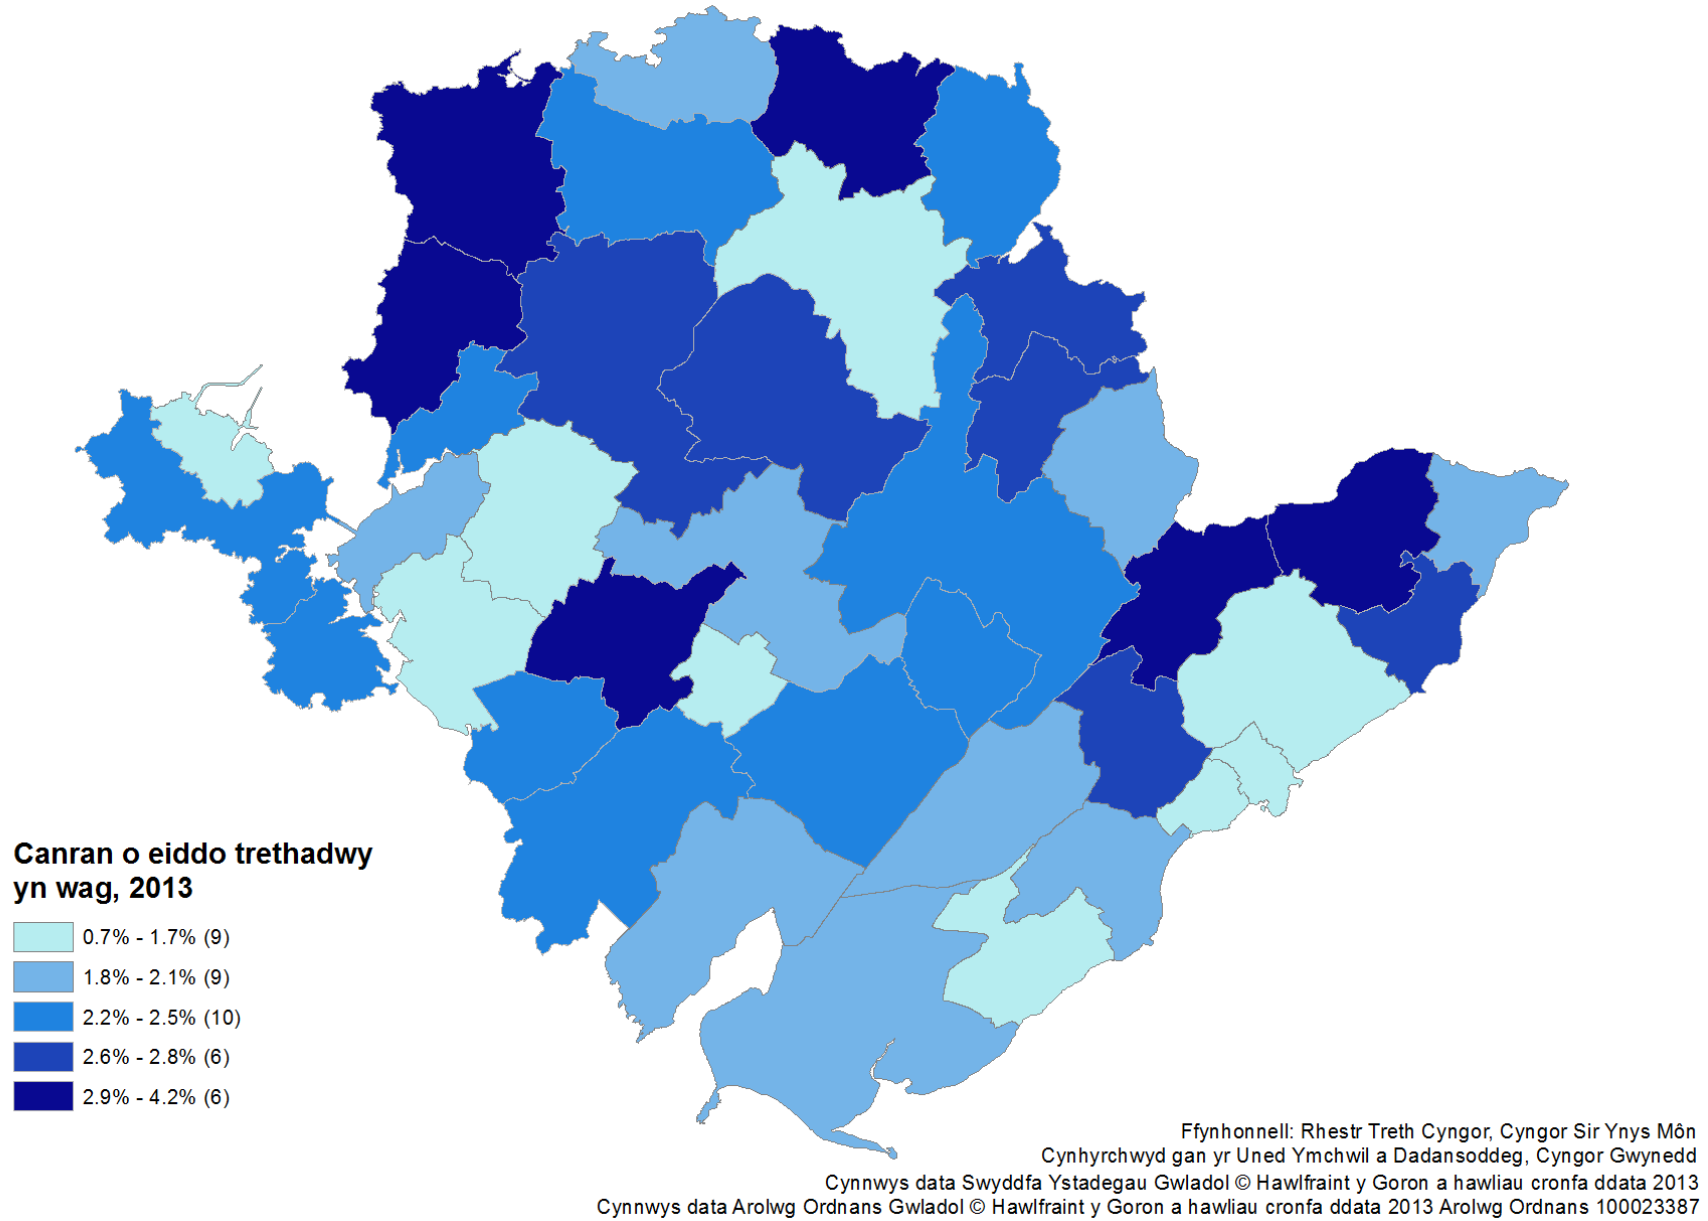 Canran o eiddo trethadwy
yn wag, 2013
0.7% - 1.7% (9)
1.8% - 2.1% (9)
2.2% - 2.5% (10)
2.6% - 2.8% (6)
2.9% - 4.2% (6)
Ffynhonnell: Rhestr Treth Cyngor, Cyngor Sir Ynys Môn
Cynhyrchwyd gan yr Uned Ymchwil a Dadansoddeg, Cyngor Gwynedd
Cynnwys data Swyddfa Ystadegau Gwladol © Hawlfraint y Goron a hawliau cronfa ddata 2013
Cynnwys data Arolwg Ordnans Gwladol © Hawlfraint y Goron a hawliau cronfa ddata 2013 Arolwg Ordnans 100023387